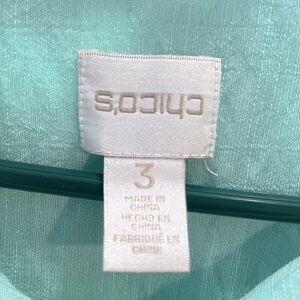 chico's
3
MADE IN
CHINA
HECHO EN
CHINA
FABRIQUÉ EN
CHINE